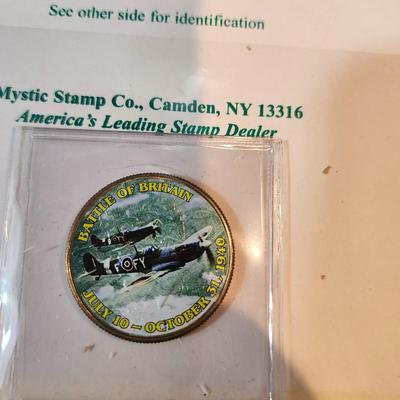 See other side for identification
Mystic Stamp Co., Camden, NY 13316
America's Leading Stamp Dealer
BATTLE OF BRITAIN
JULY 10 – OCTOBER 31, 1940